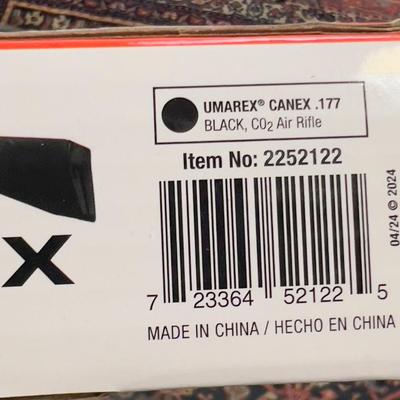 UMAREX® CANEX .177
BLACK, CO₂ Air Rifle
Item No: 2252122
X
7 23364 52122 5
MADE IN CHINA / HECHO EN CHINA
04/24 © 2024